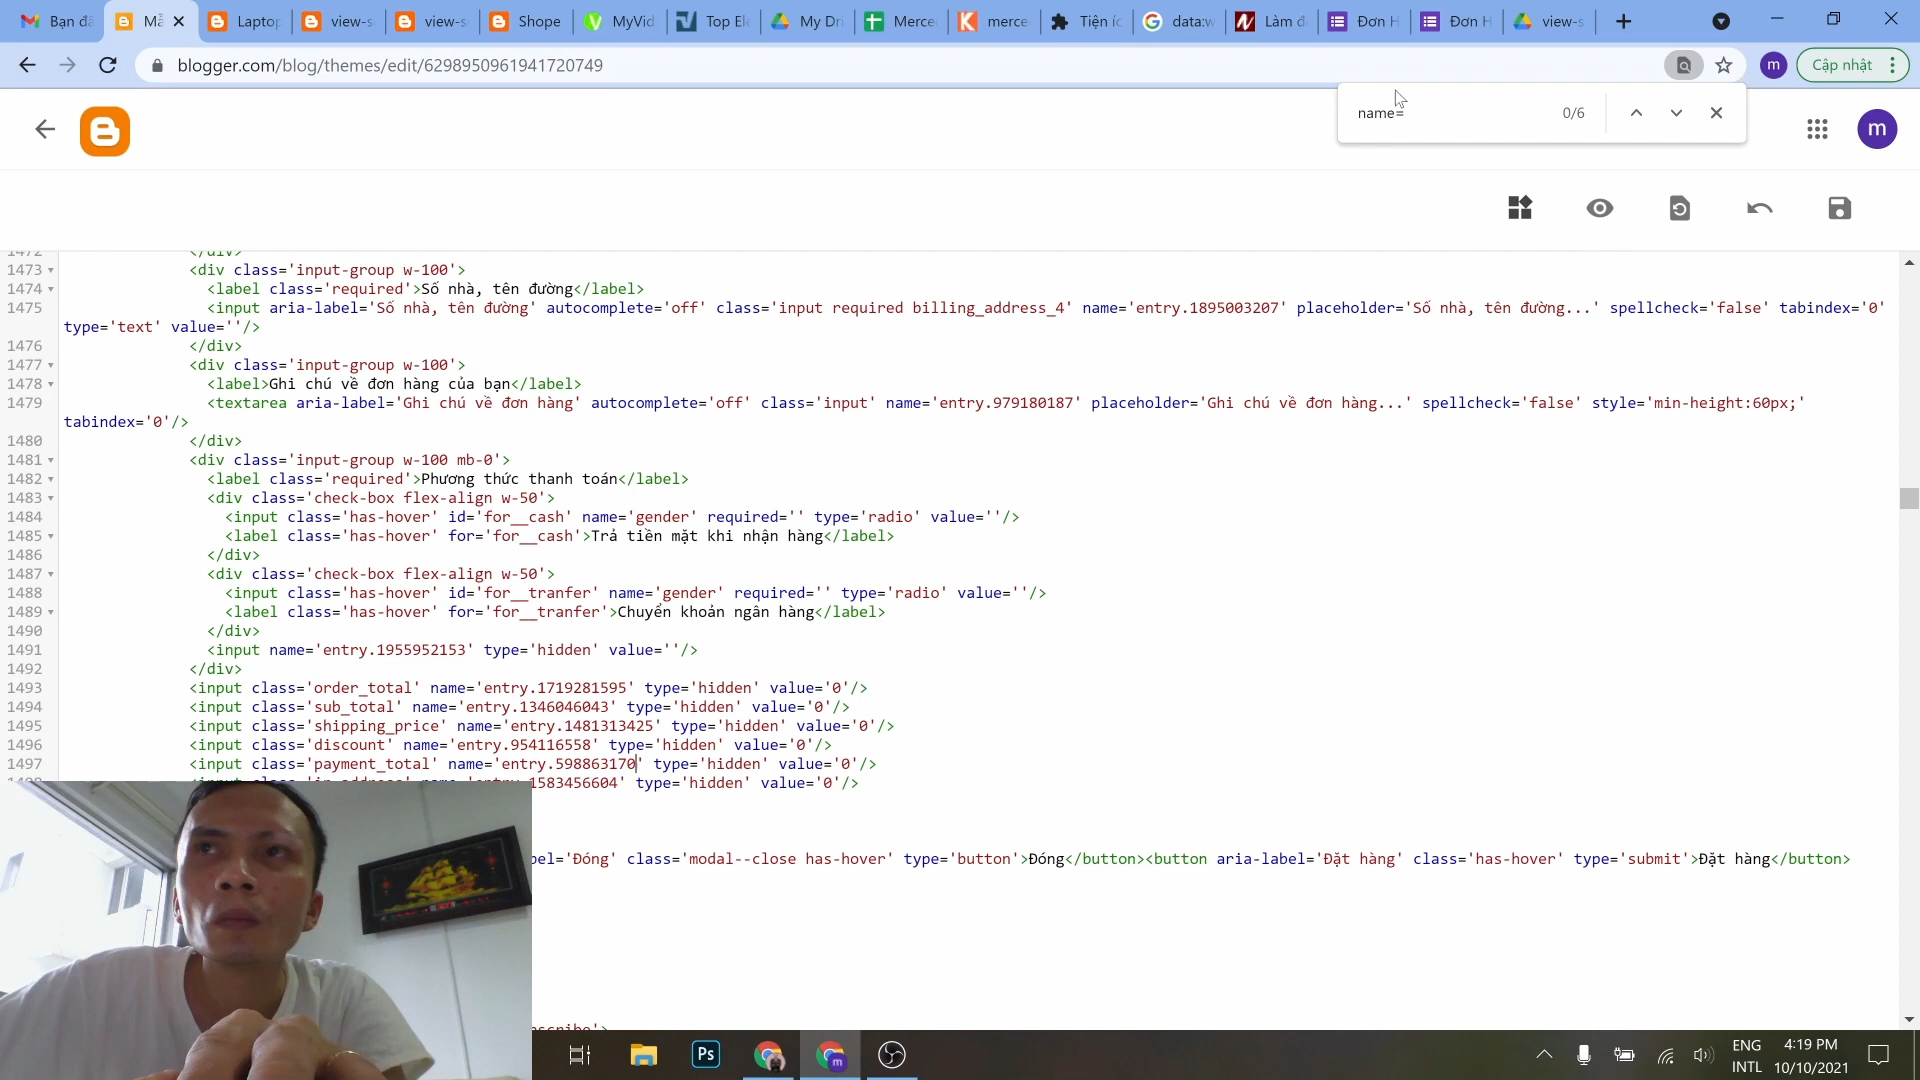 Bạn đã
Mẫ
Laptop
view-s
view-s
Shope
MyVid
Top Ele
My Dri
Merce
merce
Tiện íc
data:w
Làm đ
Đơn H
Đơn H
view-s
blogger.com/blog/themes/edit/6298950961941720749
m
Cập nhật
name=
0/6
m
1472 </div>
1473 <div class='input-group w-100'>
1474 <label class='required'>Số nhà, tên đường</label>
1475 <input aria-label='Số nhà, tên đường' autocomplete='off' class='input required billing_address_4' name='entry.1895003207' placeholder='Số nhà, tên đường...' spellcheck='false' tabindex='0'
type='text' value=''/>
1476 </div>
1477 <div class='input-group w-100'>
1478 <label>Ghi chú về đơn hàng của bạn</label>
1479 <textarea aria-label='Ghi chú về đơn hàng' autocomplete='off' class='input' name='entry.979180187' placeholder='Ghi chú về đơn hàng...' spellcheck='false' style='min-height:60px;'
tabindex='0'/>
1480 </div>
1481 <div class='input-group w-100 mb-0'>
1482 <label class='required'>Phương thức thanh toán</label>
1483 <div class='check-box flex-align w-50'>
1484 <input class='has-hover' id='for__cash' name='gender' required='' type='radio' value=''/>
1485 <label class='has-hover' for='for__cash'>Trả tiền mặt khi nhận hàng</label>
1486 </div>
1487 <div class='check-box flex-align w-50'>
1488 <input class='has-hover' id='for__tranfer' name='gender' required='' type='radio' value=''/>
1489 <label class='has-hover' for='for__tranfer'>Chuyển khoản ngân hàng</label>
1490 </div>
1491 <input name='entry.1955952153' type='hidden' value=''/>
1492 </div>
1493 <input class='order_total' name='entry.1719281595' type='hidden' value='0'/>
1494 <input class='sub_total' name='entry.1346046043' type='hidden' value='0'/>
1495 <input class='shipping_price' name='entry.1481313425' type='hidden' value='0'/>
1496 <input class='discount' name='entry.954116558' type='hidden' value='0'/>
1497 <input class='payment_total' name='entry.598863170' type='hidden' value='0'/>
1498 <input class='ip_address' name='entry.1583456604' type='hidden' value='0'/>
bel='Đóng' class='modal--close has-hover' type='button'>Đóng</button><button aria-label='Đặt hàng' class='has-hover' type='submit'>Đặt hàng</button>
Ps
m
ENG
INTL
4:19 PM
10/10/2021